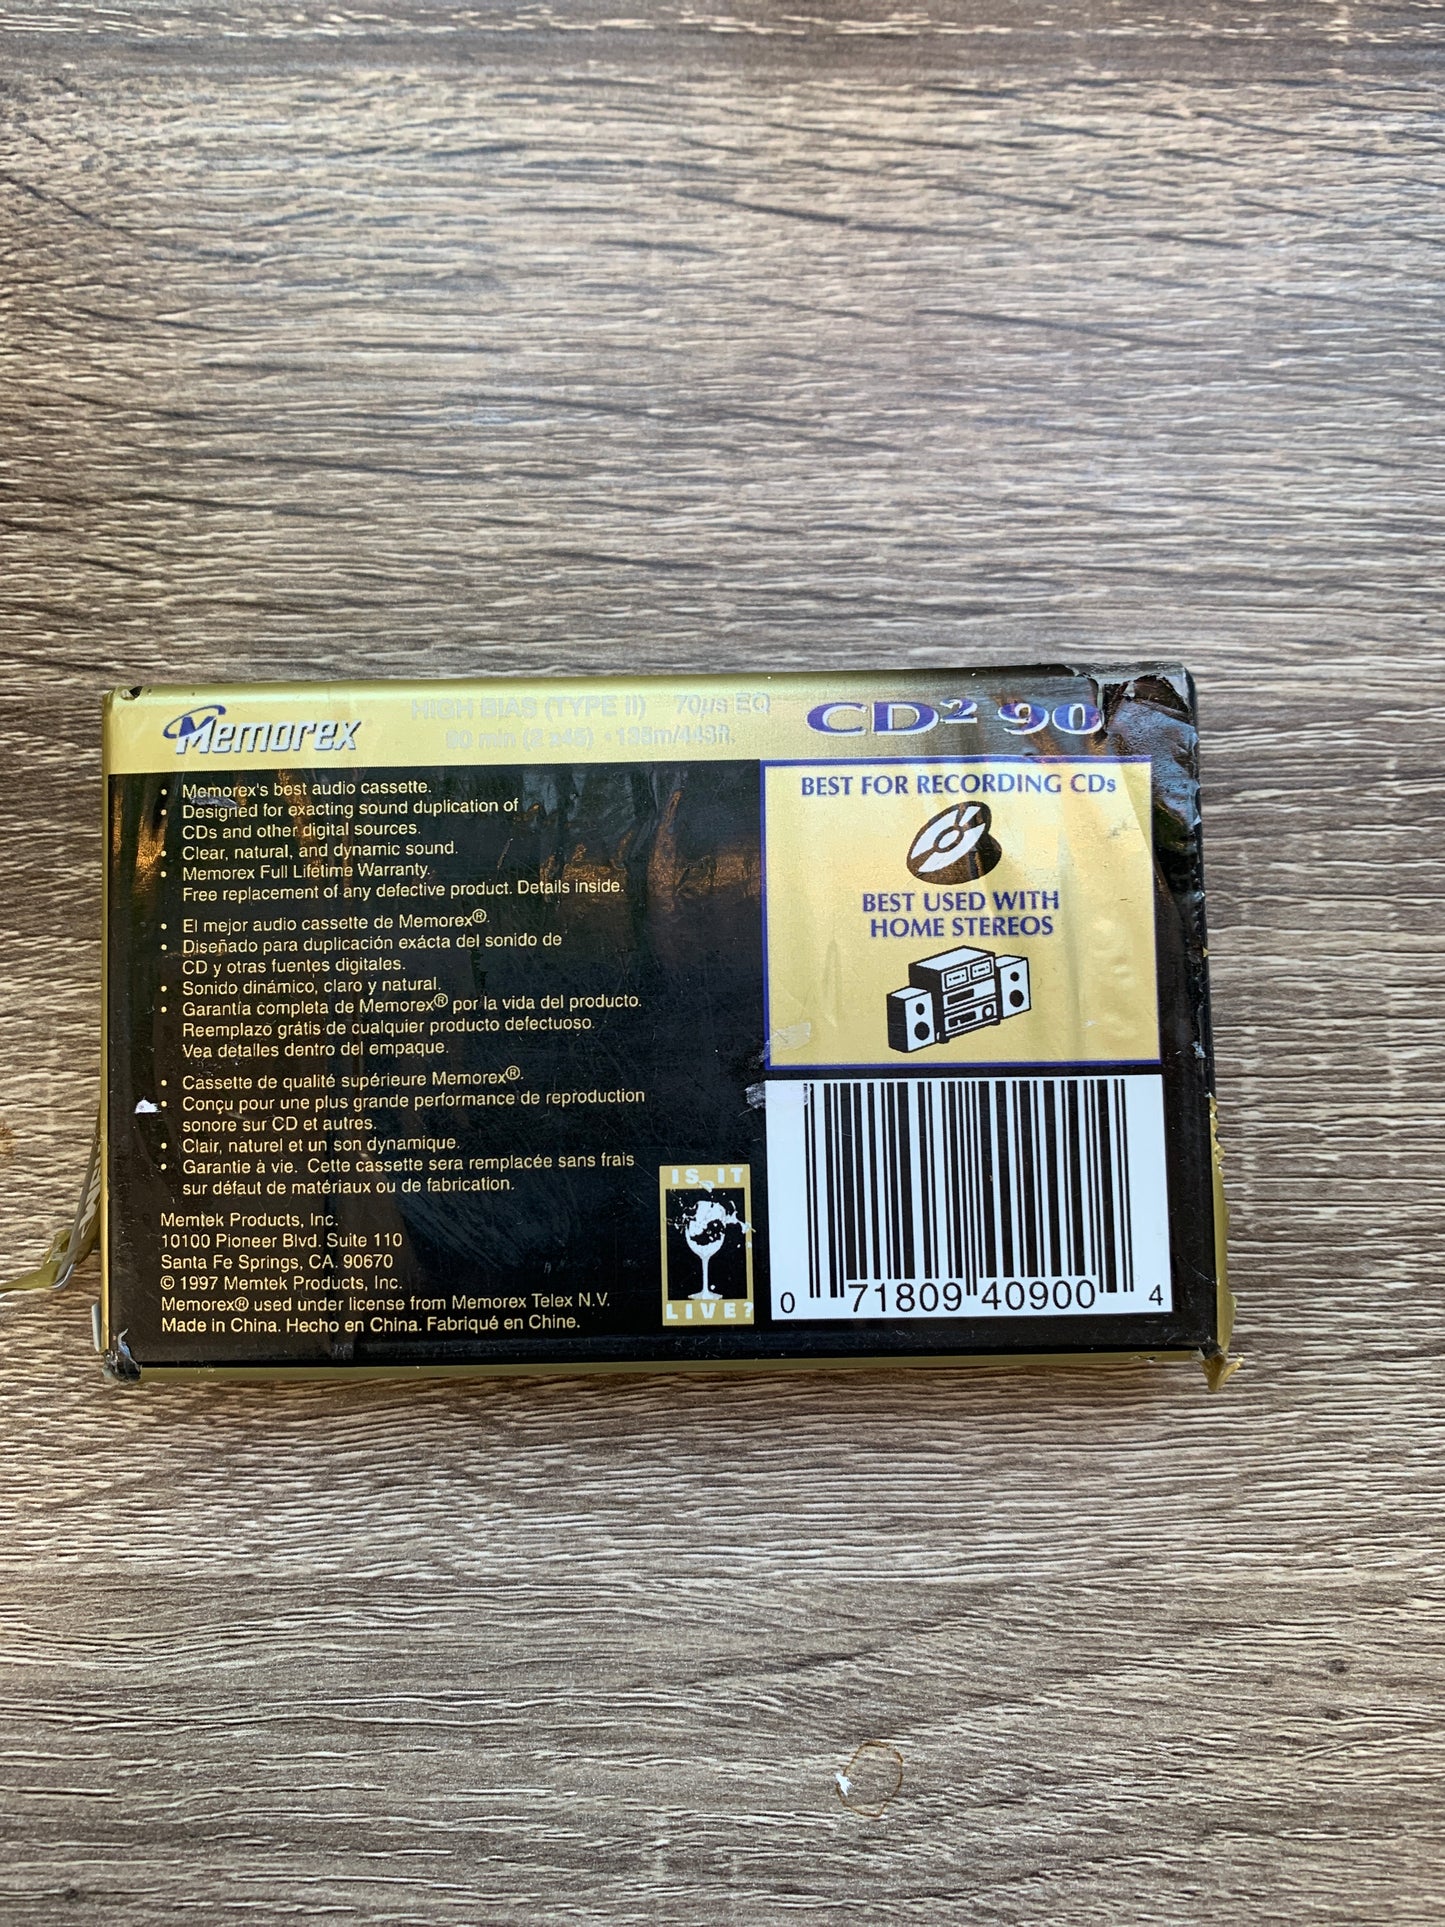 Memorex
HIGH BIAS (TYPE II) 70µs EQ
90 min (2 x45) • 135m/443ft.
CD² 90
• Memorex's best audio cassette.
• Designed for exacting sound duplication of
CDs and other digital sources.
• Clear, natural, and dynamic sound.
• Memorex Full Lifetime Warranty.
Free replacement of any defective product. Details inside.
• El mejor audio cassette de Memorex®.
• Diseñado para duplicación exácta del sonido de
CD y otras fuentes digitales.
• Sonido dinámico, claro y natural.
• Garantía completa de Memorex® por la vida del producto.
Reemplazo grátis de cualquier producto defectuoso.
Vea detalles dentro del empaque.
• Cassette de qualité supérieure Memorex®.
• Conçu pour une plus grande performance de reproduction
sonore sur CD et autres.
• Clair, naturel et un son dynamique.
• Garantie à vie. Cette cassette sera remplacée sans frais
sur défaut de matériaux ou de fabrication.
Memtek Products, Inc.
10100 Pioneer Blvd. Suite 110
Santa Fe Springs, CA. 90670
© 1997 Memtek Products, Inc.
Memorex® used under license from Memorex Telex N.V.
Made in China. Hecho en China. Fabriqué en Chine.
IS IT
LIVE?
BEST FOR RECORDING CDs
BEST USED WITH
HOME STEREOS
0 71809 40900 4